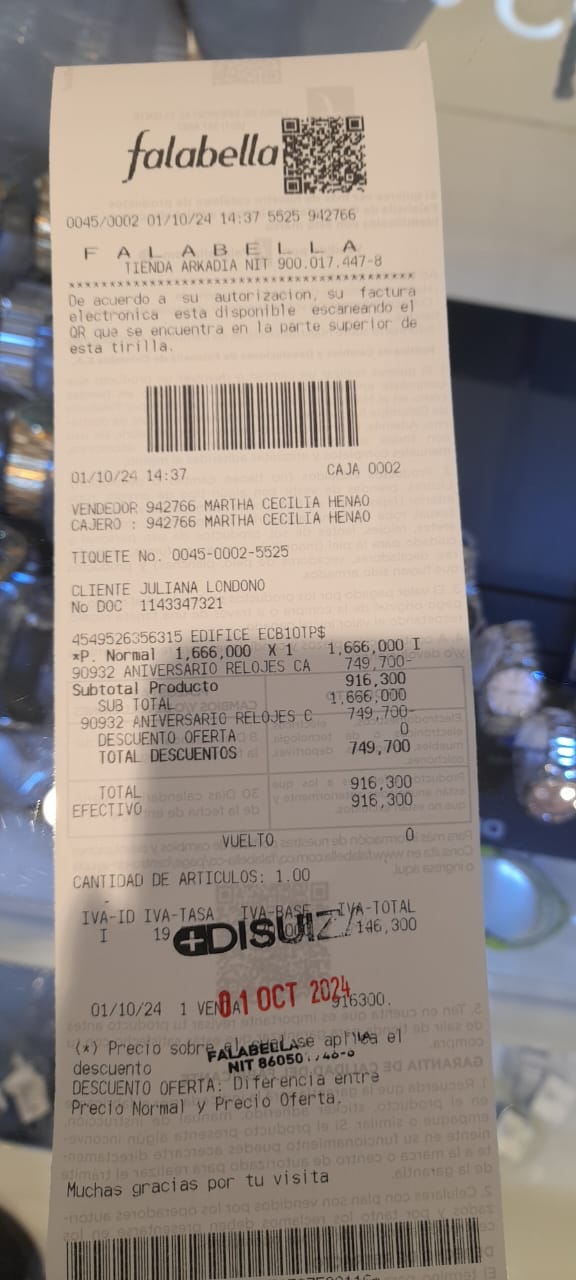 falabella
0045/0002 01/10/24 14:37 5525 942766
F A L A B E L L A
TIENDA ARKADIA NIT 900.017.447-8
****************************************
De acuerdo a su autorizacion, su factura
electronica esta disponible escaneando el
QR que se encuentra en la parte superior de
esta tirilla.
01/10/24 14:37 CAJA 0002
VENDEDOR 942766 MARTHA CECILIA HENAO
CAJERO : 942766 MARTHA CECILIA HENAO
TIQUETE No. 0045-0002-5525
CLIENTE JULIANA LONDONO
No DOC 1143347321
4549526356315 EDIFICE ECB10TP$
*P. Normal 1,666,000 X 1 1,666,000 I
90932 ANIVERSARIO RELOJES CA 749,700-
Subtotal Producto 916,300
SUB TOTAL 1,666,000
90932 ANIVERSARIO RELOJES C 749,700-
DESCUENTO OFERTA 0
TOTAL DESCUENTOS 749,700
TOTAL 916,300
EFECTIVO 916,300
VUELTO 0
CANTIDAD DE ARTICULOS: 1.00
IVA-ID IVA-TASA IVA-BASE IVA-TOTAL
I 19 146,300
DISUIZ
01/10/24 1 VENTA 916300.
01 OCT 2024
(*) Precio sobre el cual se aplica el
descuento
FALABELLA
NIT
DESCUENTO OFERTA: Diferencia entre
Precio Normal y Precio Oferta.
Muchas gracias por tu visita